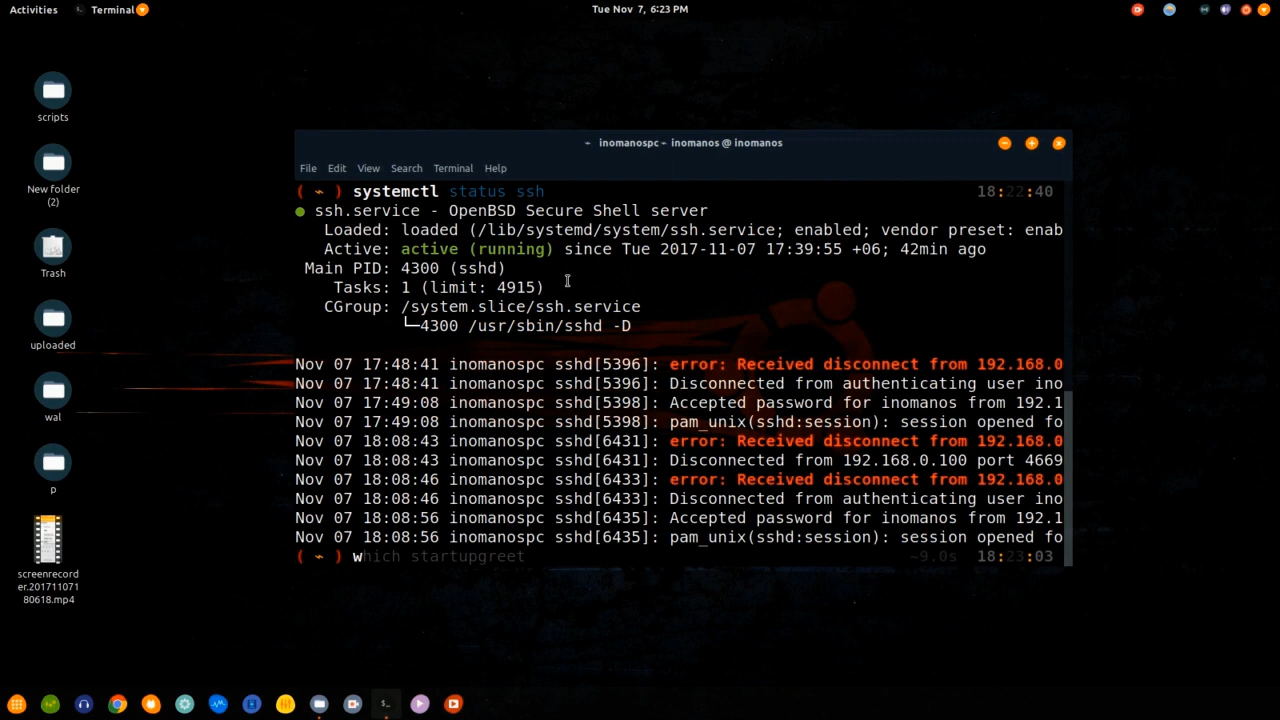 Activities
Terminal
Tue Nov 7, 6:23 PM
scripts
New folder
(2)
Trash
uploaded
wal
p
screenrecord
er.201711071
80618.mp4
~ inomanospc ~ inomanos @ inomanos
File Edit View Search Terminal Help
( ~ ) systemctl status ssh 18:22:40
● ssh.service - OpenBSD Secure Shell server
Loaded: loaded (/lib/systemd/system/ssh.service; enabled; vendor preset: enab
Active: active (running) since Tue 2017-11-07 17:39:55 +06; 42min ago
Main PID: 4300 (sshd)
Tasks: 1 (limit: 4915)
CGroup: /system.slice/ssh.service
└─4300 /usr/sbin/sshd -D
Nov 07 17:48:41 inomanospc sshd[5396]: error: Received disconnect from 192.168.0
Nov 07 17:48:41 inomanospc sshd[5396]: Disconnected from authenticating user ino
Nov 07 17:49:08 inomanospc sshd[5398]: Accepted password for inomanos from 192.1
Nov 07 17:49:08 inomanospc sshd[5398]: pam_unix(sshd:session): session opened fo
Nov 07 18:08:43 inomanospc sshd[6431]: error: Received disconnect from 192.168.0
Nov 07 18:08:43 inomanospc sshd[6431]: Disconnected from 192.168.0.100 port 4669
Nov 07 18:08:46 inomanospc sshd[6433]: error: Received disconnect from 192.168.0
Nov 07 18:08:46 inomanospc sshd[6433]: Disconnected from authenticating user ino
Nov 07 18:08:56 inomanospc sshd[6435]: Accepted password for inomanos from 192.1
Nov 07 18:08:56 inomanospc sshd[6435]: pam_unix(sshd:session): session opened fo
( ~ ) which startupgreet ~9.0s 18:23:03